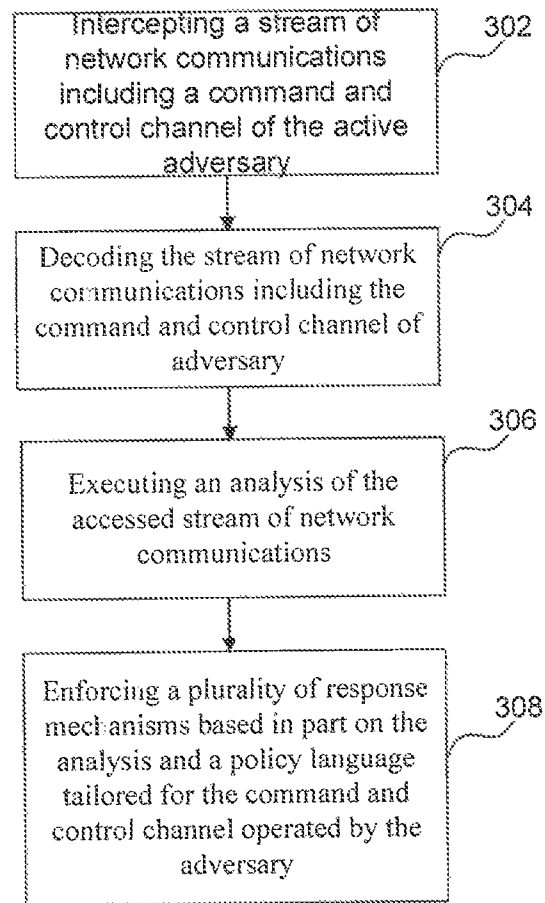 Intercepting a stream of
network communications
including a command and
control channel of the active
adversary
302
Decoding the stream of network
communications including the
command and control channel of
adversary
304
Executing an analysis of the
accessed stream of network
communications
306
Enforcing a plurality of response
mechanisms based in part on the
analysis and a policy language
tailored for the command and
control channel operated by the
adversary
308